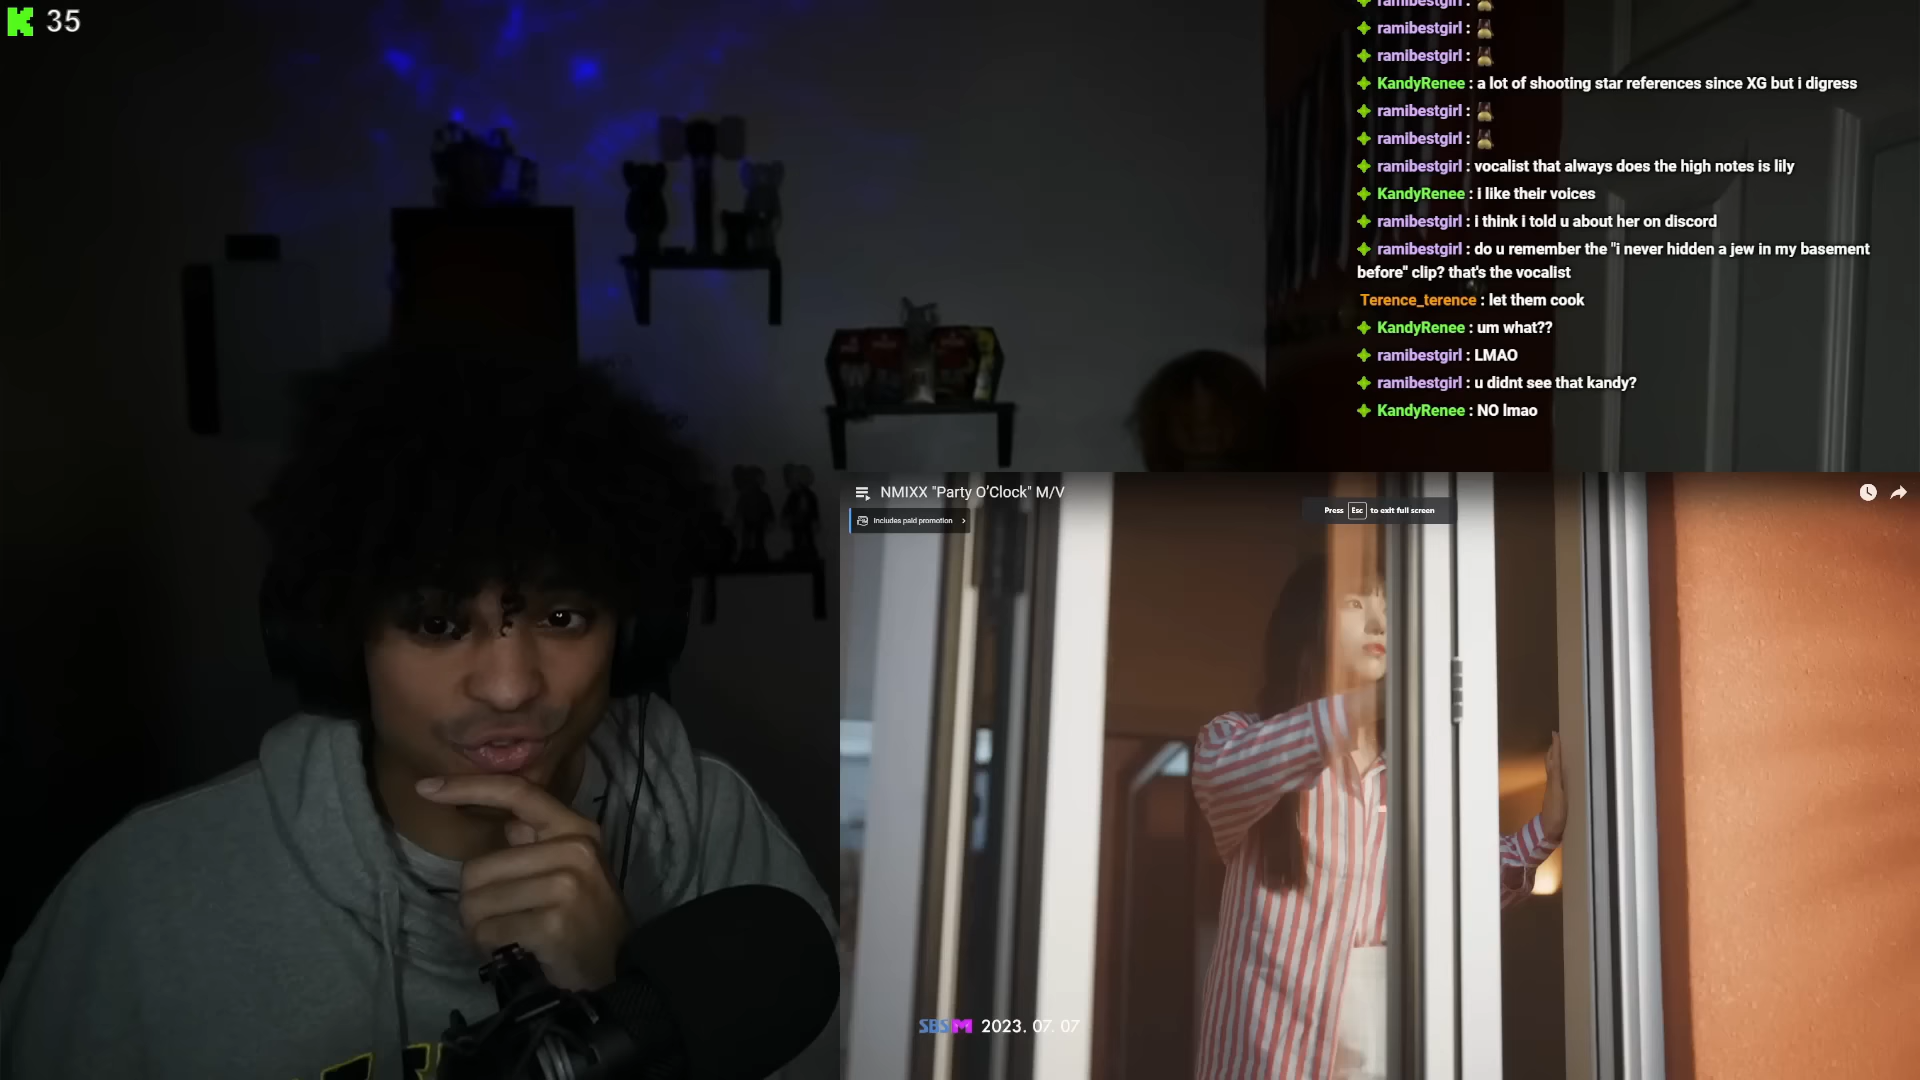 K 35
ramibestgirl :
ramibestgirl :
ramibestgirl :
KandyRenee : a lot of shooting star references since XG but i digress
ramibestgirl :
ramibestgirl :
ramibestgirl : vocalist that always does the high notes is lily
KandyRenee : i like their voices
ramibestgirl : i think i told u about her on discord
ramibestgirl : do u remember the "i never hidden a jew in my basement
before" clip? that's the vocalist
Terence_terence : let them cook
KandyRenee : um what??
ramibestgirl : LMAO
ramibestgirl : u didnt see that kandy?
KandyRenee : NO lmao
NMIXX "Party O'Clock" M/V
Includes paid promotion
Press Esc to exit full screen
SBS M 2023. 07. 07